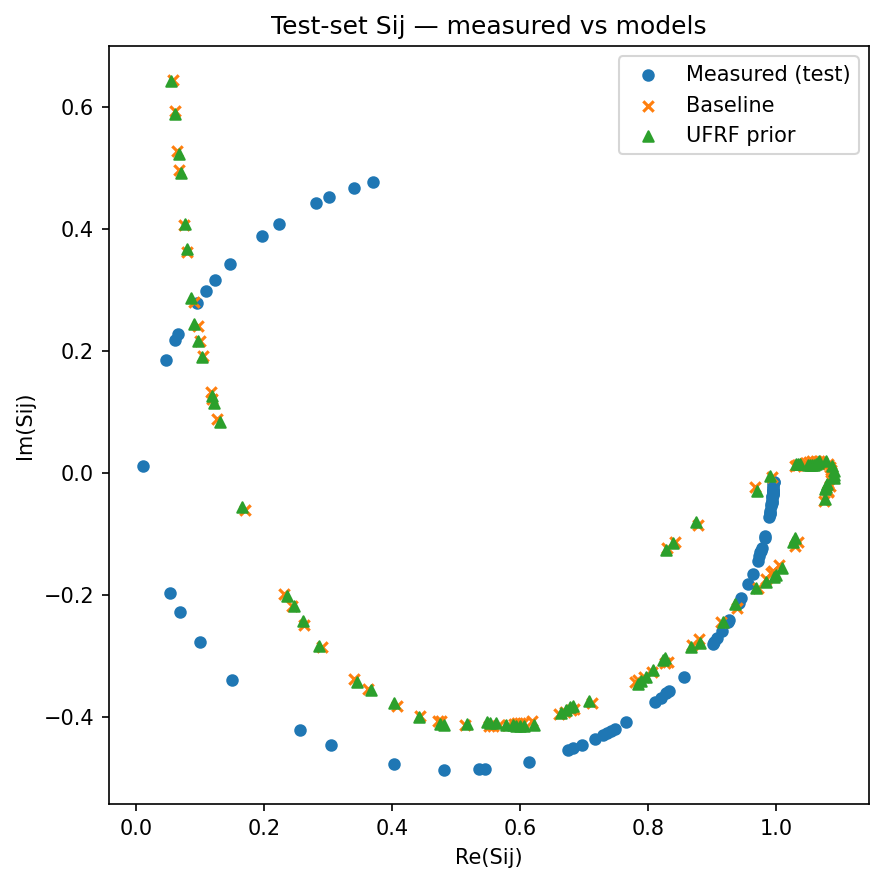 Test-set Sij — measured vs models
Measured (test)
Baseline
UFRF prior
0.6
0.4
0.2
0.0
−0.2
−0.4
Im(Sij)
0.0 0.2 0.4 0.6 0.8 1.0
Re(Sij)